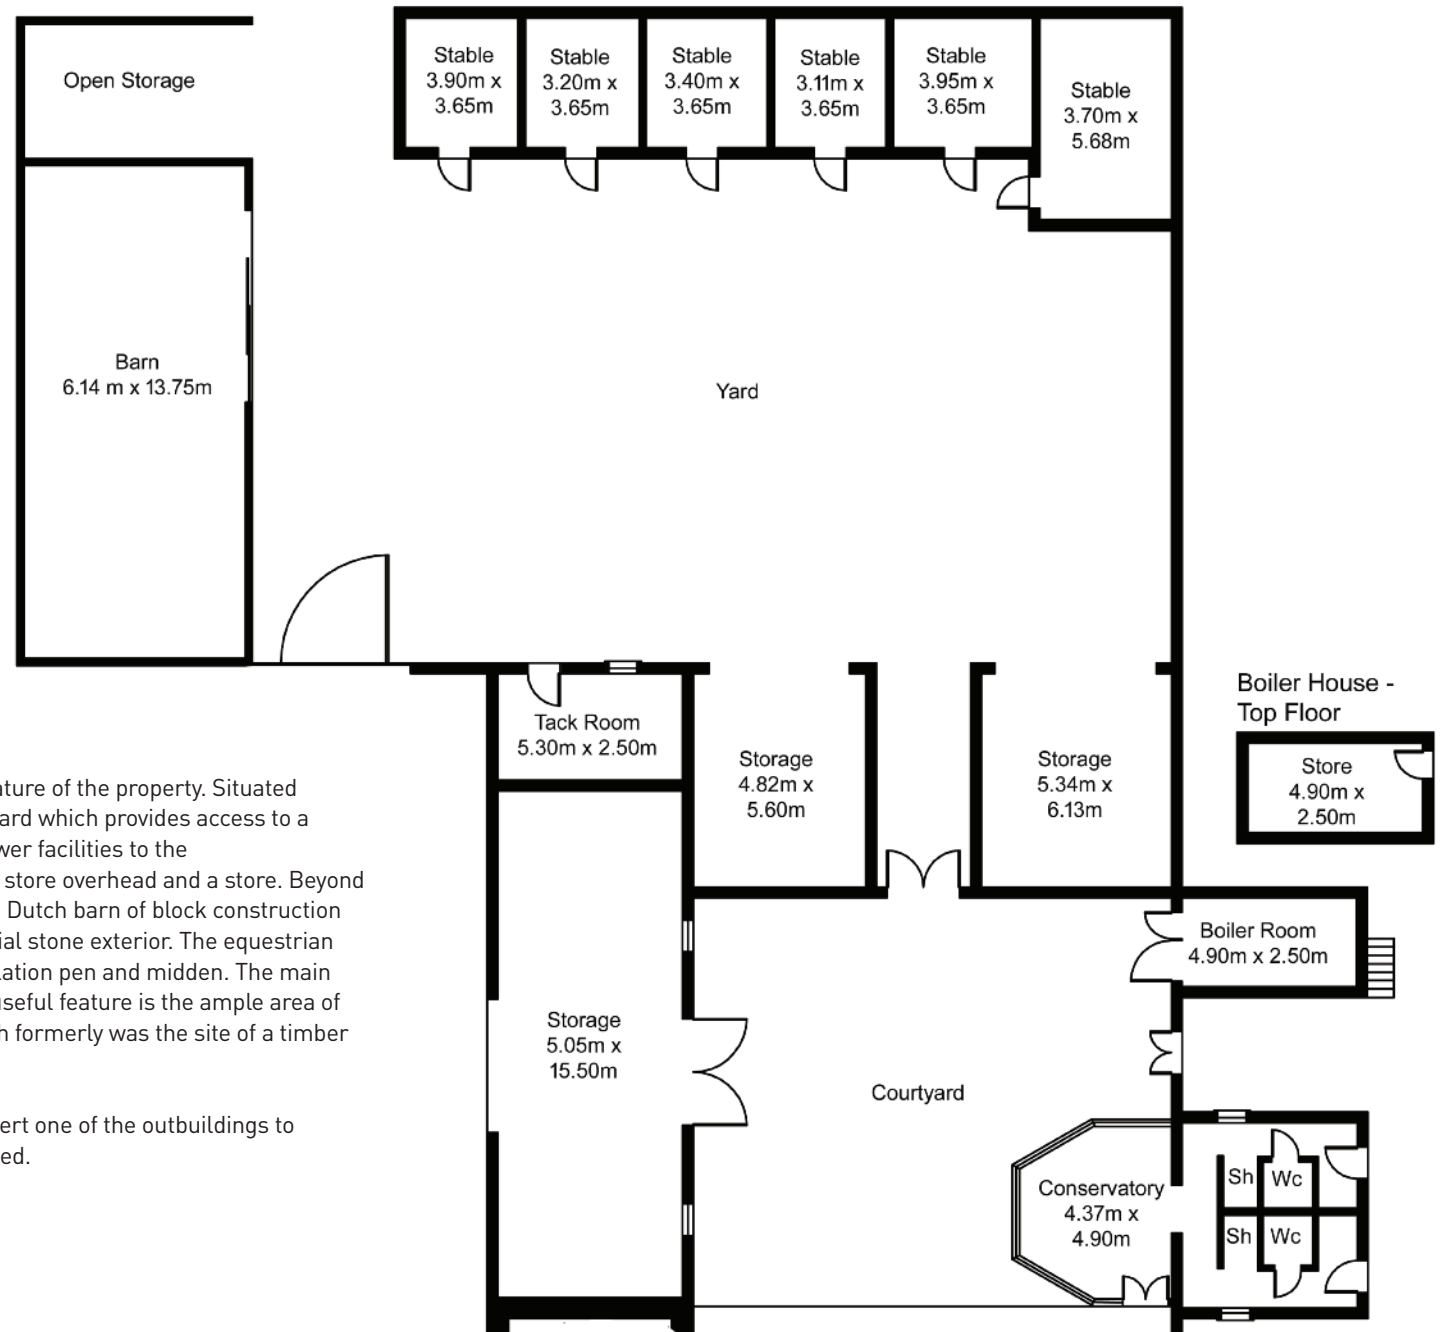 Open Storage
Stable
3.90m x
3.65m
Stable
3.20m x
3.65m
Stable
3.40m x
3.65m
Stable
3.11m x
3.65m
Stable
3.95m x
3.65m
Stable
3.70m x
5.68m
Barn
6.14 m x 13.75m
Yard
Tack Room
5.30m x 2.50m
Storage
4.82m x
5.60m
Storage
5.34m x
6.13m
Boiler House -
Top Floor
Store
4.90m x
2.50m
Boiler Room
4.90m x 2.50m
Storage
5.05m x
15.50m
Courtyard
Conservatory
4.37m x
4.90m
Sh
Wc
Sh
Wc
ature of the property. Situated
ard which provides access to a
wer facilities to the
store overhead and a store. Beyond
Dutch barn of block construction
ial stone exterior. The equestrian
lation pen and midden. The main
useful feature is the ample area of
h formerly was the site of a timber
ert one of the outbuildings to
ed.